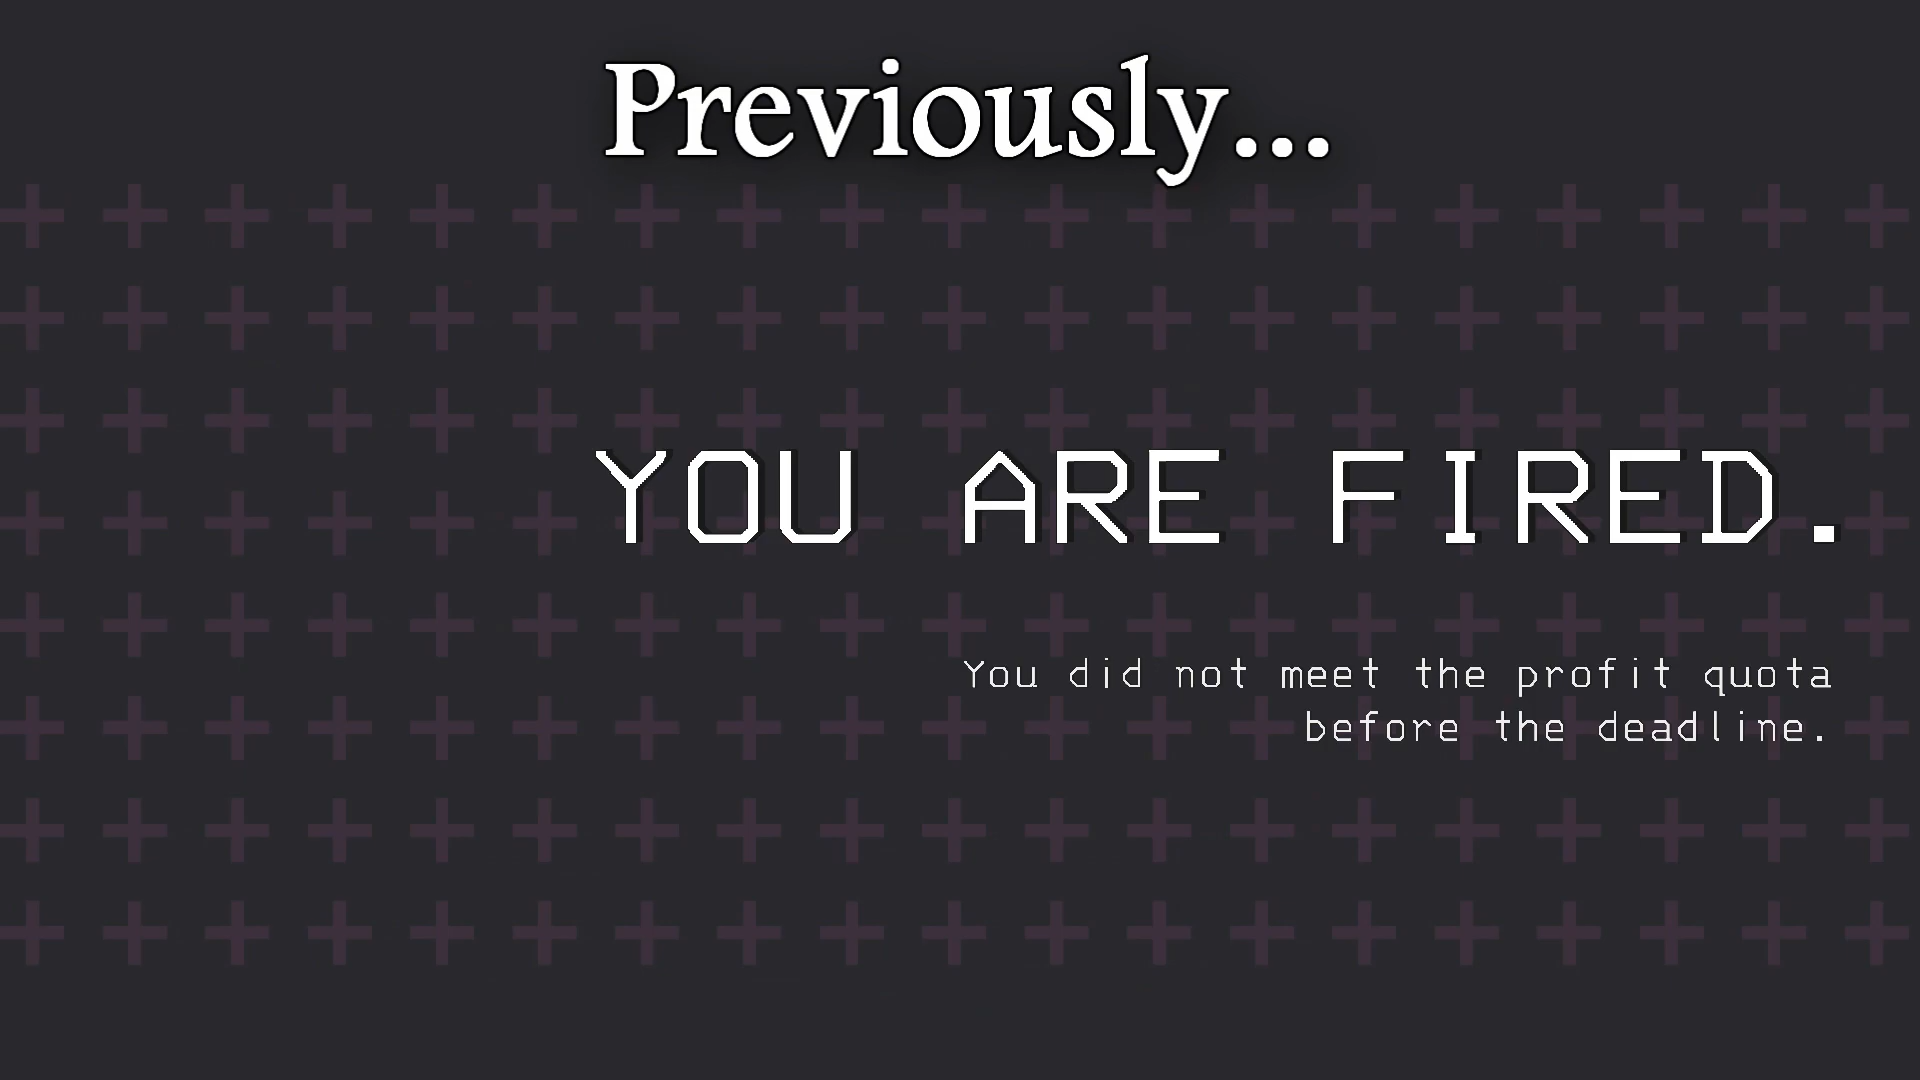 Previously...
YOU ARE FIRED.
You did not meet the profit quota
before the deadline.